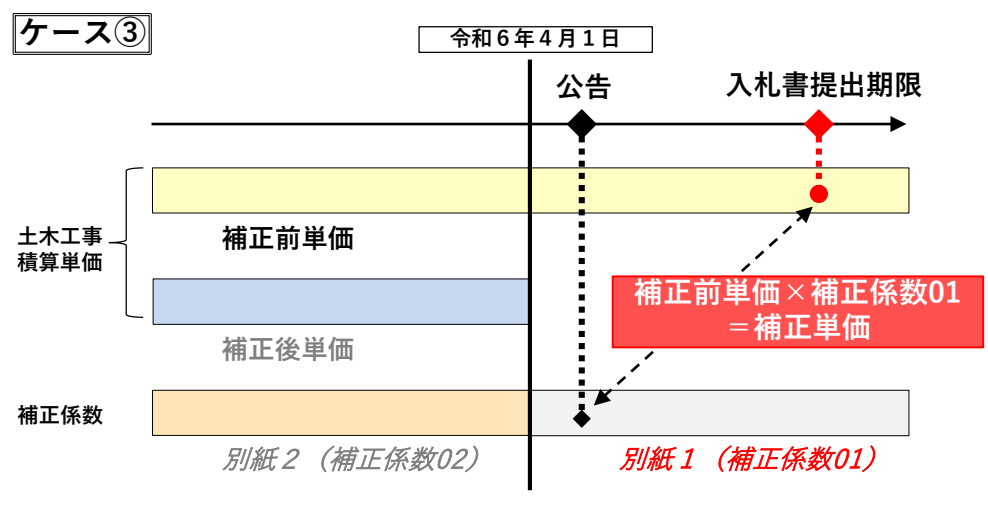 ケース③
令和６年４月１日
公告
入札書提出期限
土木工事
積算単価
補正前単価
補正後単価
補正前単価×補正係数01
＝補正単価
補正係数
別紙２（補正係数02）
別紙１（補正係数01）